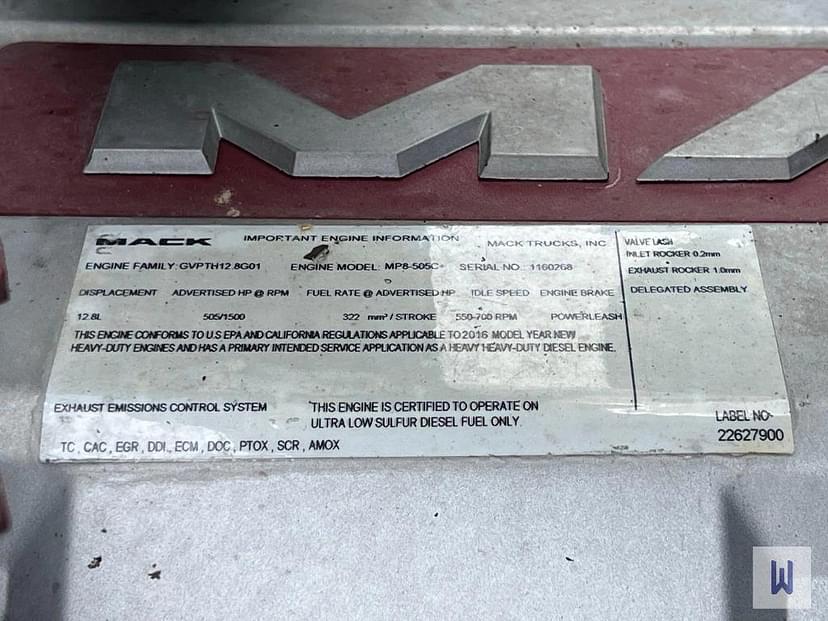 MA
MACK IMPORTANT ENGINE INFORMATION MACK TRUCKS, INC
ENGINE FAMILY: GVPTH12.8G01 ENGINE MODEL: MP8-505C+ SERIAL NO.: 1160268
DISPLACEMENT ADVERTISED HP @ RPM FUEL RATE @ ADVERTISED HP IDLE SPEED ENGINE BRAKE
12.8L 505/1500 322 mm³ / STROKE 550-700 RPM POWERLEASH
THIS ENGINE CONFORMS TO U.S EPA AND CALIFORNIA REGULATIONS APPLICABLE TO 2016 MODEL YEAR NEW
HEAVY-DUTY ENGINES AND HAS A PRIMARY INTENDED SERVICE APPLICATION AS A HEAVY HEAVY-DUTY DIESEL ENGINE.
VALVE LASH
INLET ROCKER 0.2mm
EXHAUST ROCKER 1.0mm
DELEGATED ASSEMBLY
EXHAUST EMISSIONS CONTROL SYSTEM
TC , CAC , EGR , DDI , ECM , DOC , PTOX , SCR , AMOX
THIS ENGINE IS CERTIFIED TO OPERATE ON
ULTRA LOW SULFUR DIESEL FUEL ONLY.
LABEL NO.
22627900
W